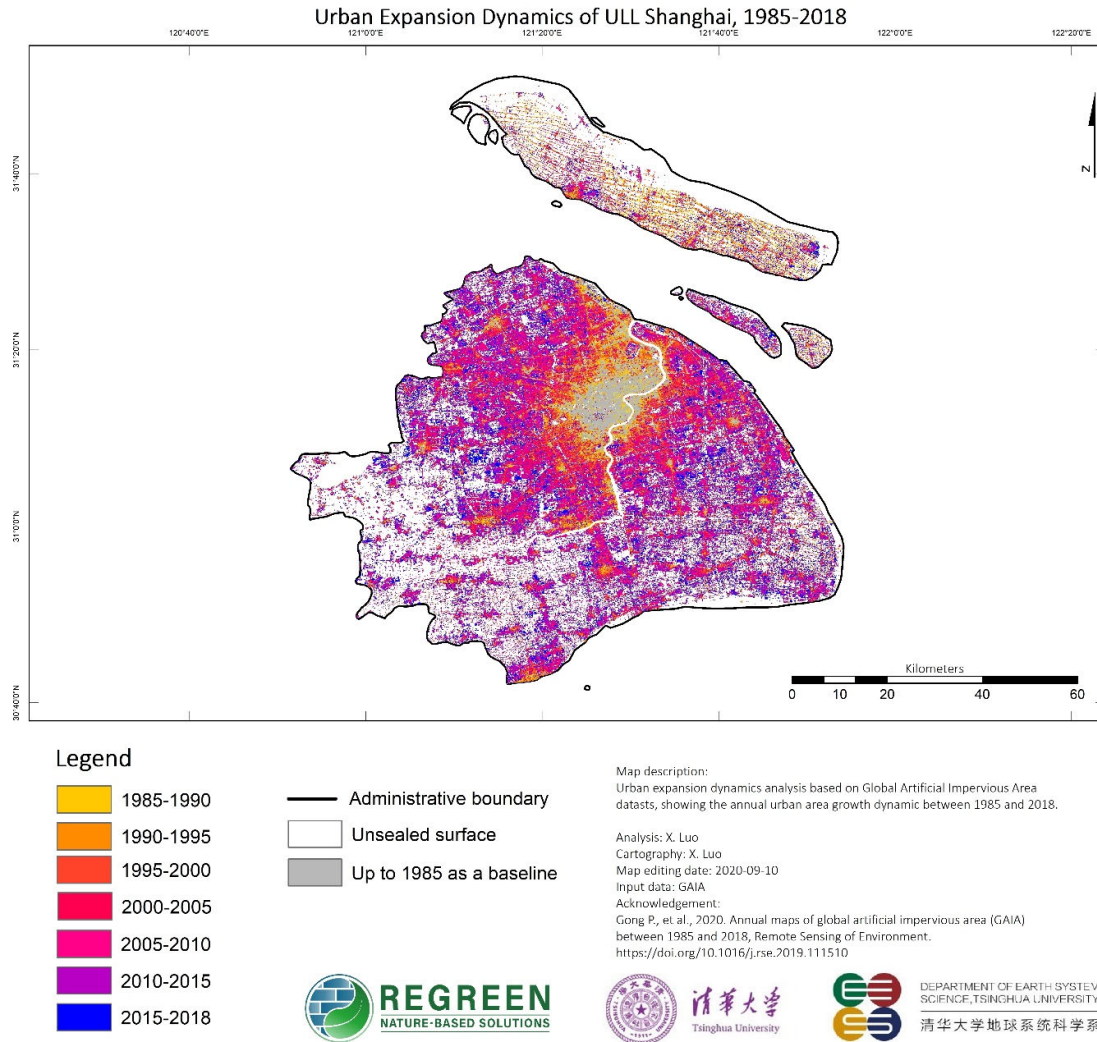 Urban Expansion Dynamics of ULL Shanghai, 1985-2018
120°40'0"E 121°0'0"E 121°20'0"E 121°40'0"E 122°0'0"E 122°20'0"E
31°40'0"N
31°20'0"N
31°0'0"N
30°40'0"N
N
Kilometers
0 10 20 40 60
Legend
1985-1990
1990-1995
1995-2000
2000-2005
2005-2010
2010-2015
2015-2018
Administrative boundary
Unsealed surface
Up to 1985 as a baseline
Map description:
Urban expansion dynamics analysis based on Global Artificial Impervious Area
datasts, showing the annual urban area growth dynamic between 1985 and 2018.
Analysis: X. Luo
Cartography: X. Luo
Map editing date: 2020-09-10
Input data: GAIA
Acknowledgement:
Gong P., et al., 2020. Annual maps of global artificial impervious area (GAIA)
between 1985 and 2018, Remote Sensing of Environment.
https://doi.org/10.1016/j.rse.2019.111510
REGREEN
NATURE-BASED SOLUTIONS
清華大学
Tsinghua University
DEPARTMENT OF EARTH SYSTEM
SCIENCE,TSINGHUA UNIVERSITY
清华大学地球系统科学系